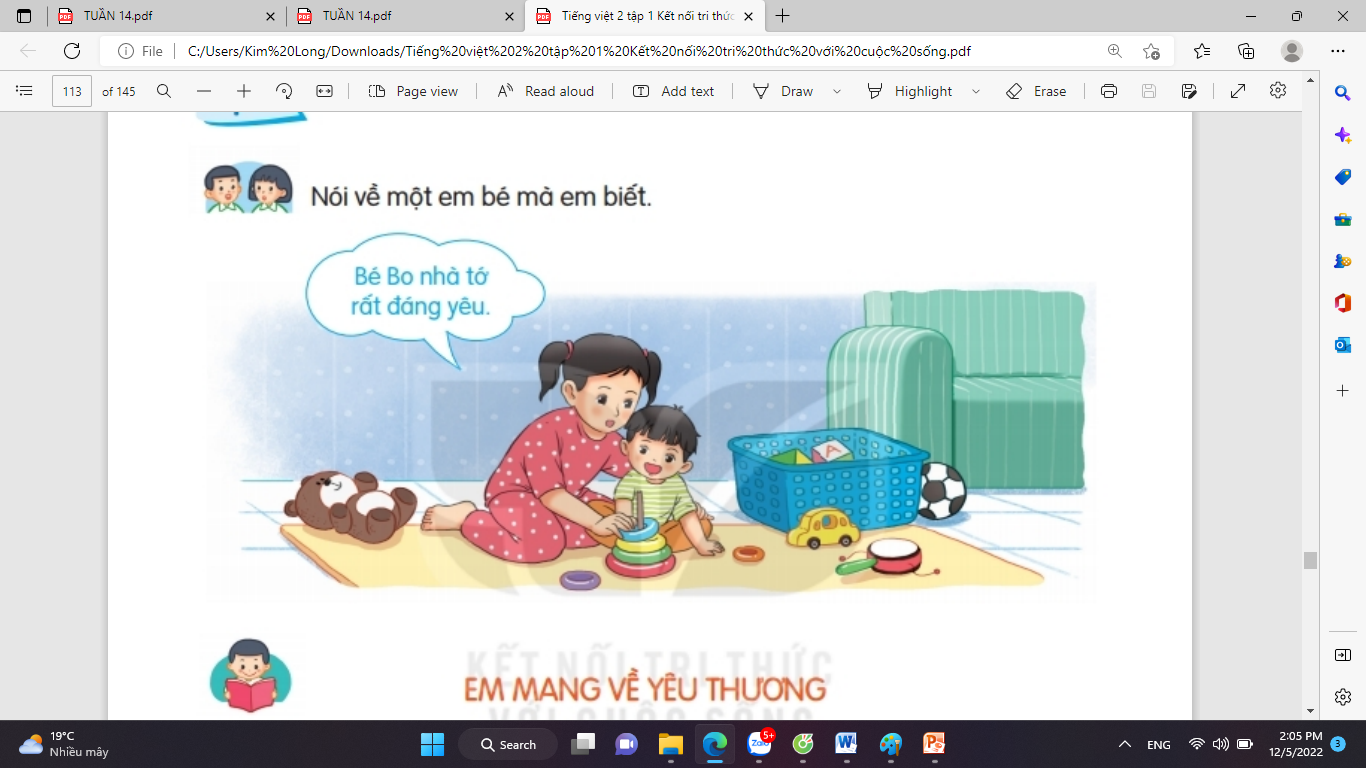 TUẦN 14.pdf
TUẦN 14.pdf
Tiếng việt 2 tập 1 Kết nối tri thức
File
C:/Users/Kim%20Long/Downloads/Tiếng%20việt%202%20tập%201%20Kết%20nối%20tri%20thức%20với%20cuộc%20sống.pdf
113 of 145
Page view
Read aloud
Add text
Draw
Highlight
Erase
Nói về một em bé mà em biết.
Bé Bo nhà tớ
rất đáng yêu.
A
KẾT NỐI TRI THỨC
EM MANG VỀ YÊU THƯƠNG
VỚI CUỘC SỐNG
19°C
Nhiều mây
Search
5+
Zalo
ENG
2:05 PM
12/5/2022
3